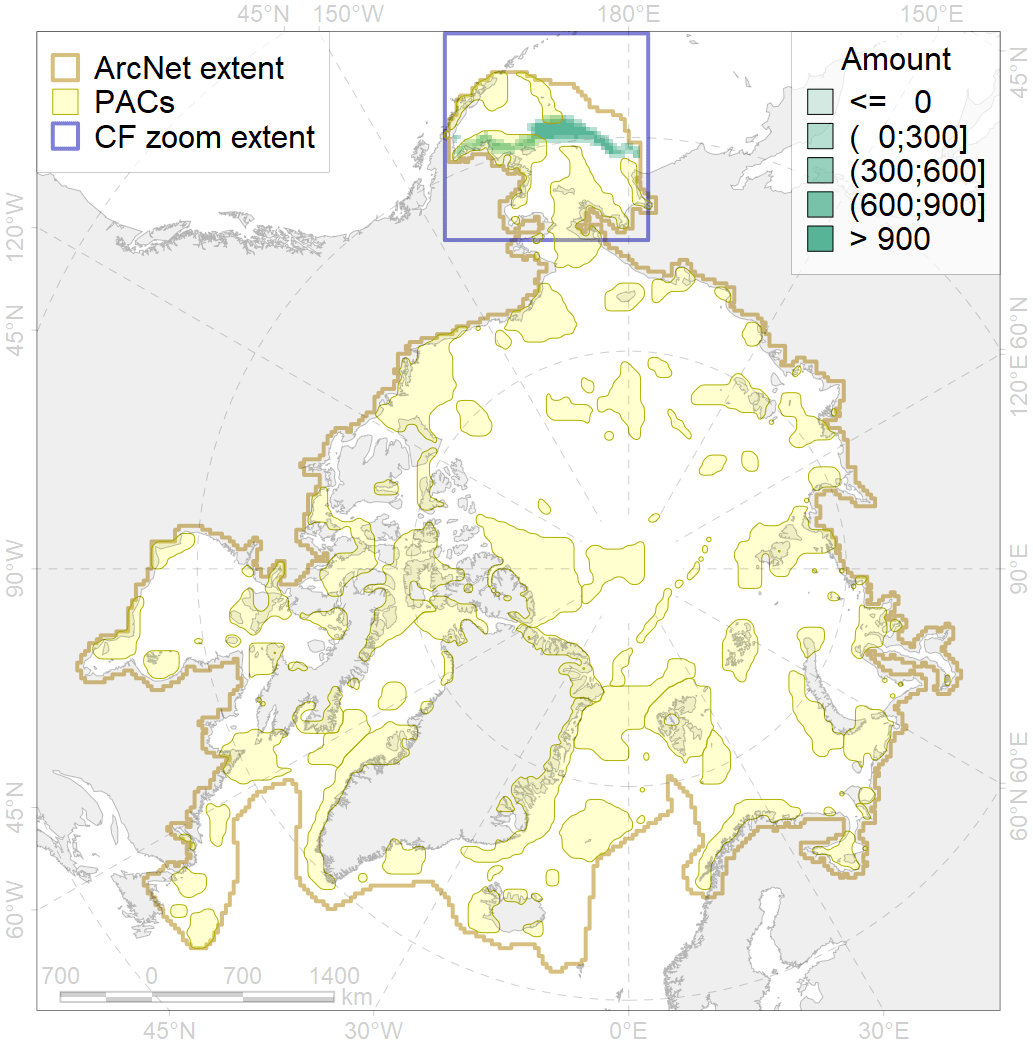 45°N 150°W 180°E 150°E
ArcNet extent
PACs
CF zoom extent
Amount
<= 0
( 0;300]
(300;600]
(600;900]
> 900
45°N
120°W
45°N
60°N
120°E
90°W
90°E
45°N
60°E
60°N
60°W
700 0 700 1400
km
45°N 30°W 0°E 30°E